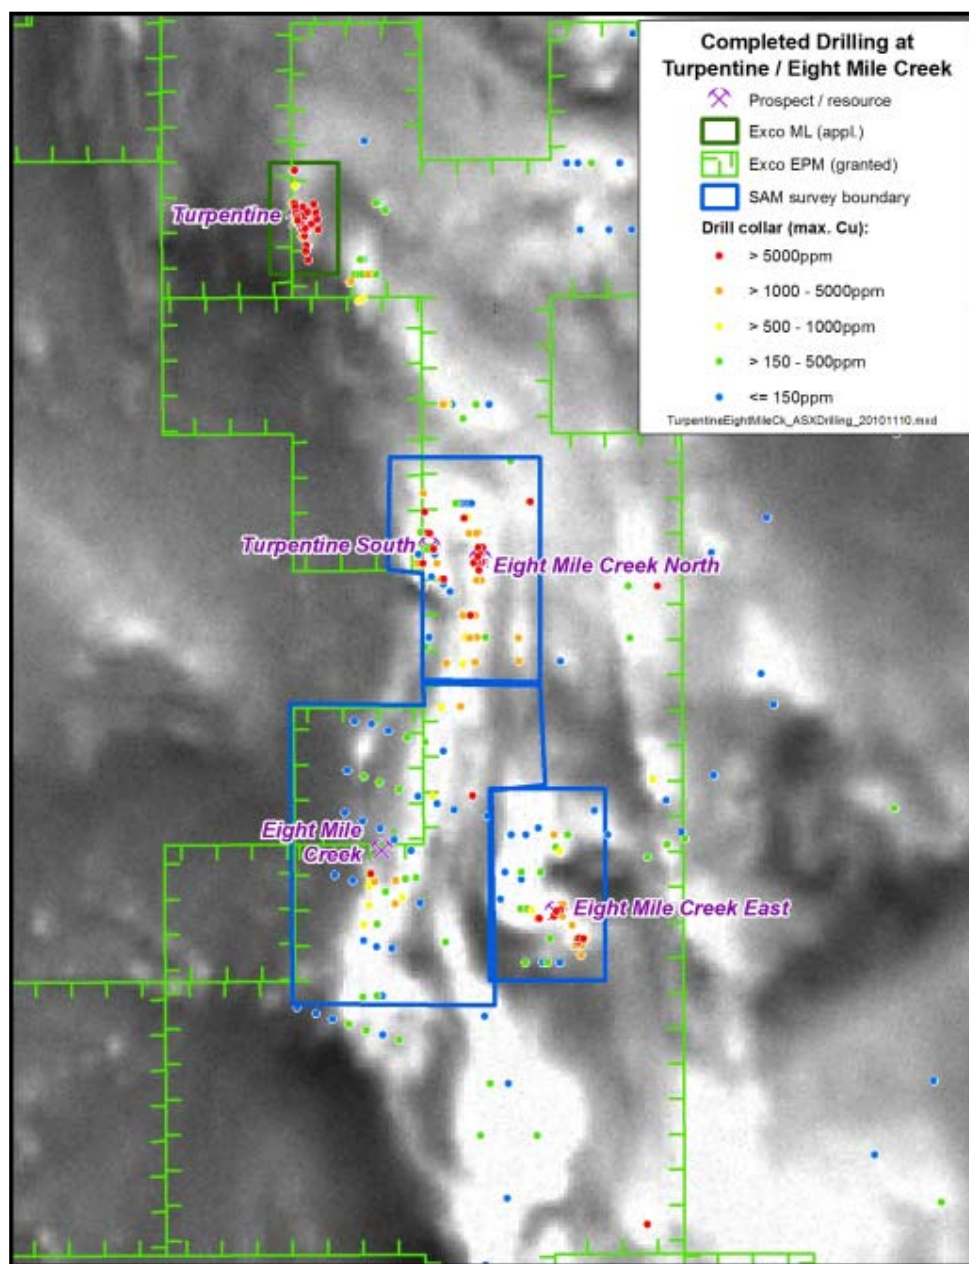 Completed Drilling at
Turpentine / Eight Mile Creek
Prospect / resource
Exco ML (appl.)
Exco EPM (granted)
SAM survey boundary
Drill collar (max. Cu):
> 5000ppm
> 1000 - 5000ppm
> 500 - 1000ppm
> 150 - 500ppm
<= 150ppm
TurpentineEightMileCk_ASXDrilling_20101110.mxd
Turpentine
Turpentine South
Eight Mile Creek North
Eight Mile
Creek
Eight Mile Creek East